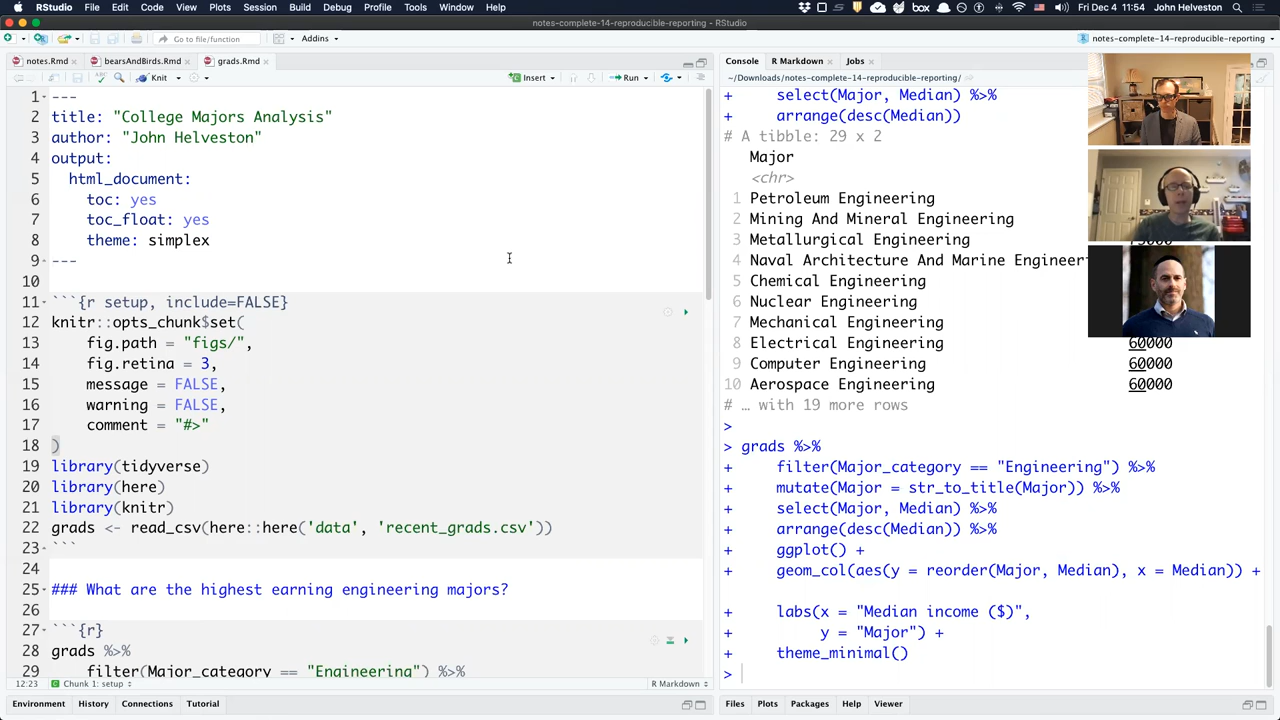 RStudio File Edit Code View Plots Session Build Debug Profile Tools Window Help
box
Fri Dec 4 11:54 John Helveston
notes-complete-14-reproducible-reporting - RStudio
Go to file/function Addins
notes-complete-14-reproducible-reporting
notes.Rmd bearsAndBirds.Rmd grads.Rmd
Knit Insert Run
1 ---
2 title: "College Majors Analysis"
3 author: "John Helveston"
4 output:
5 html_document:
6 toc: yes
7 toc_float: yes
8 theme: simplex
9 ---
10
11 ```{r setup, include=FALSE}
12 knitr::opts_chunk$set(
13 fig.path = "figs/",
14 fig.retina = 3,
15 message = FALSE,
16 warning = FALSE,
17 comment = "#>"
18 )
19 library(tidyverse)
20 library(here)
21 library(knitr)
22 grads <- read_csv(here::here('data', 'recent_grads.csv'))
23 ```
24
25 ### What are the highest earning engineering majors?
26
27 ```{r}
28 grads %>%
29 filter(Major_category == "Engineering") %>%
12:23 Chunk 1: setup R Markdown
Environment History Connections Tutorial
Console R Markdown Jobs
~/Downloads/notes-complete-14-reproducible-reporting/
+ select(Major, Median) %>%
+ arrange(desc(Median))
# A tibble: 29 x 2
Major
<chr>
1 Petroleum Engineering
2 Mining And Mineral Engineering
3 Metallurgical Engineering
4 Naval Architecture And Marine Engineer
5 Chemical Engineering
6 Nuclear Engineering
7 Mechanical Engineering
8 Electrical Engineering 60000
9 Computer Engineering 60000
10 Aerospace Engineering 60000
# … with 19 more rows
>
> grads %>%
+ filter(Major_category == "Engineering") %>%
+ mutate(Major = str_to_title(Major)) %>%
+ select(Major, Median) %>%
+ arrange(desc(Median)) %>%
+ ggplot() +
+ geom_col(aes(y = reorder(Major, Median), x = Median)) +
+ labs(x = "Median income ($)",
+ y = "Major") +
+ theme_minimal()
>
Files Plots Packages Help Viewer